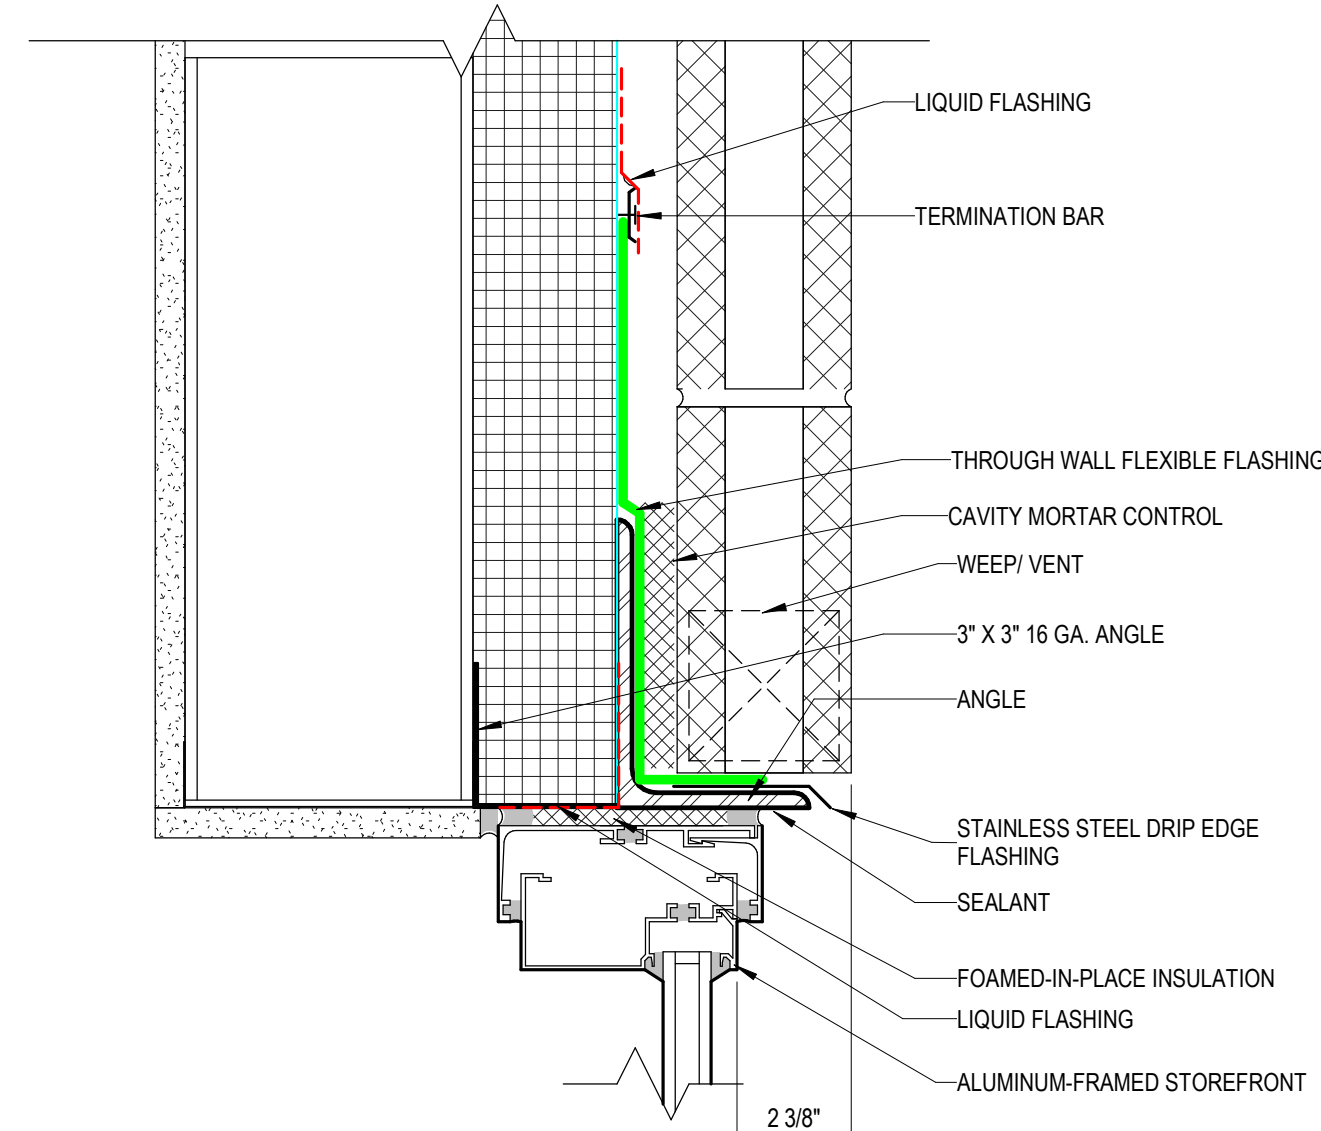 LIQUID FLASHING
TERMINATION BAR
THROUGH WALL FLEXIBLE FLASHING
CAVITY MORTAR CONTROL
WEEP/ VENT
3" X 3" 16 GA. ANGLE
ANGLE
STAINLESS STEEL DRIP EDGE
FLASHING
SEALANT
FOAMED-IN-PLACE INSULATION
LIQUID FLASHING
ALUMINUM-FRAMED STOREFRONT
2 3/8"